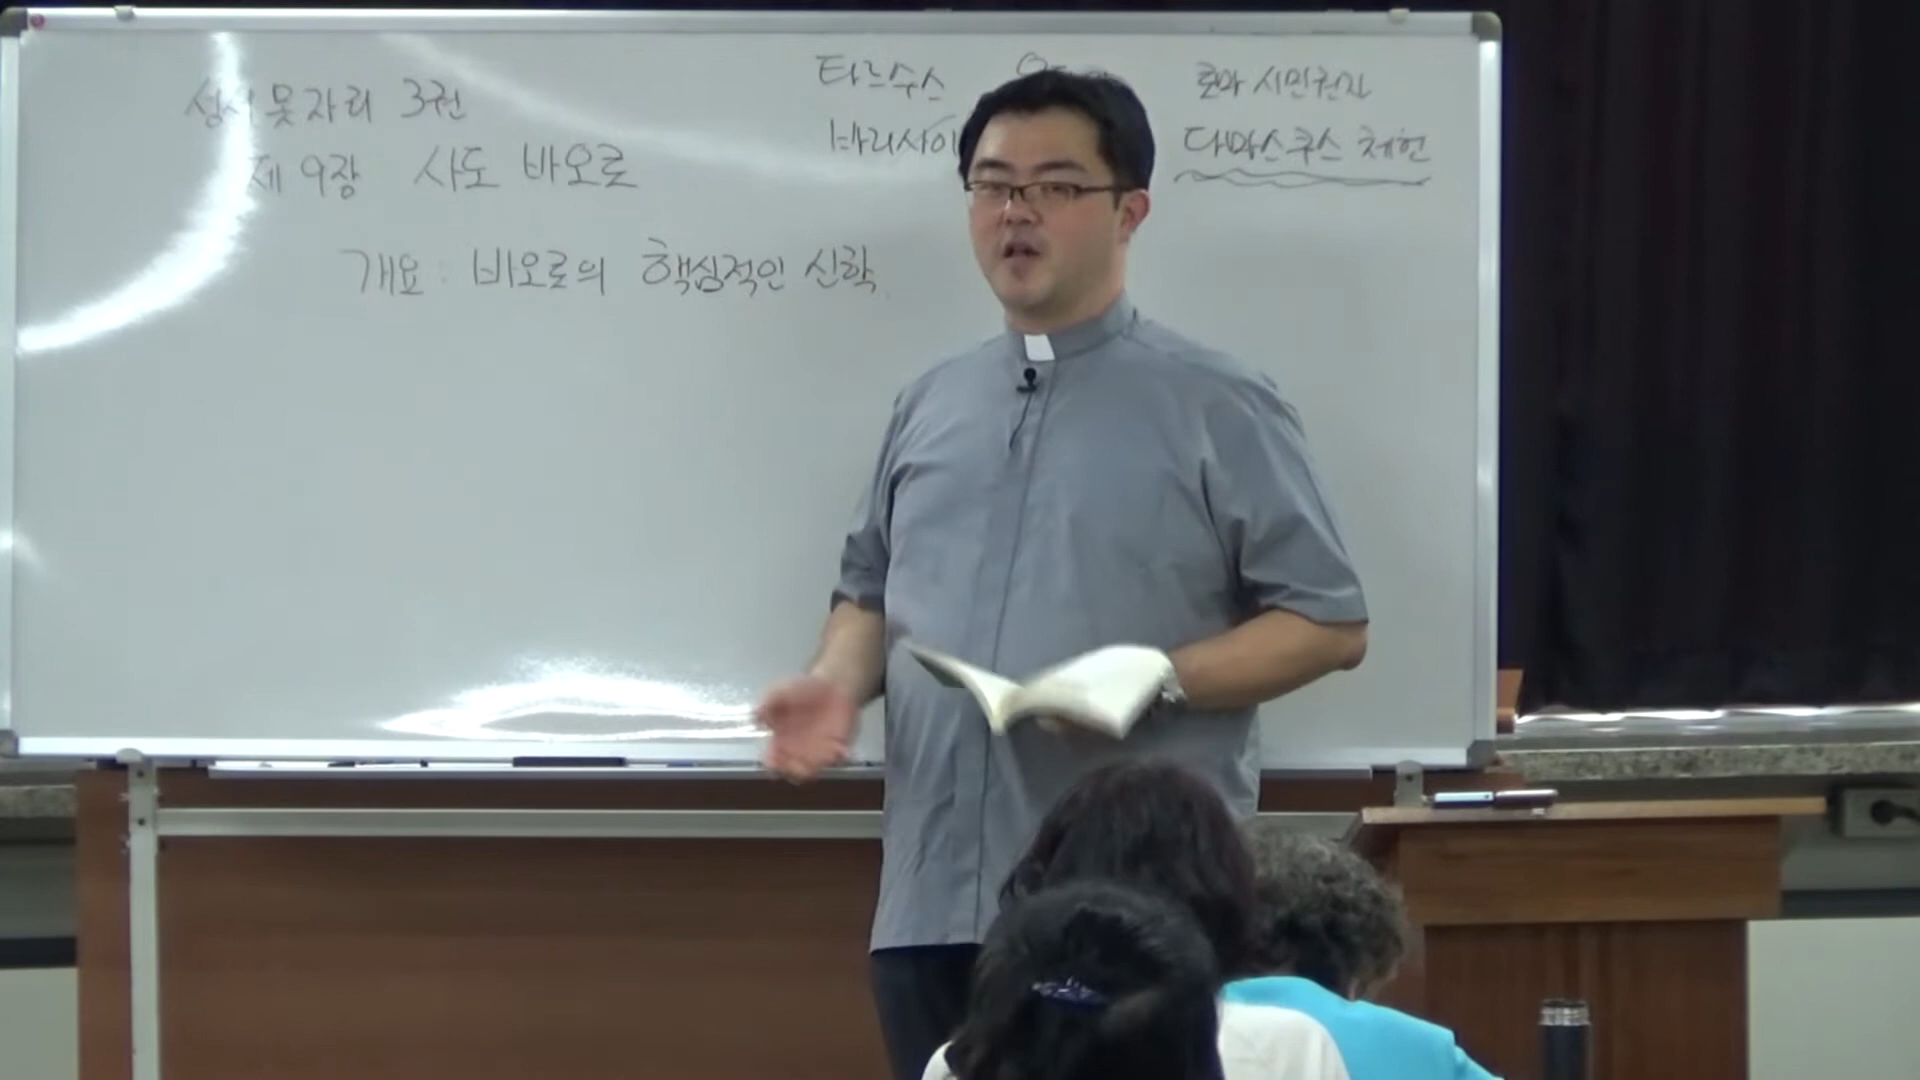 성서못자리 3권
제 9장 사도 바오로
개요 : 바오로의 핵심적인 신학
타르수스 로마 시민권자
바리사이 다마스쿠스 체험